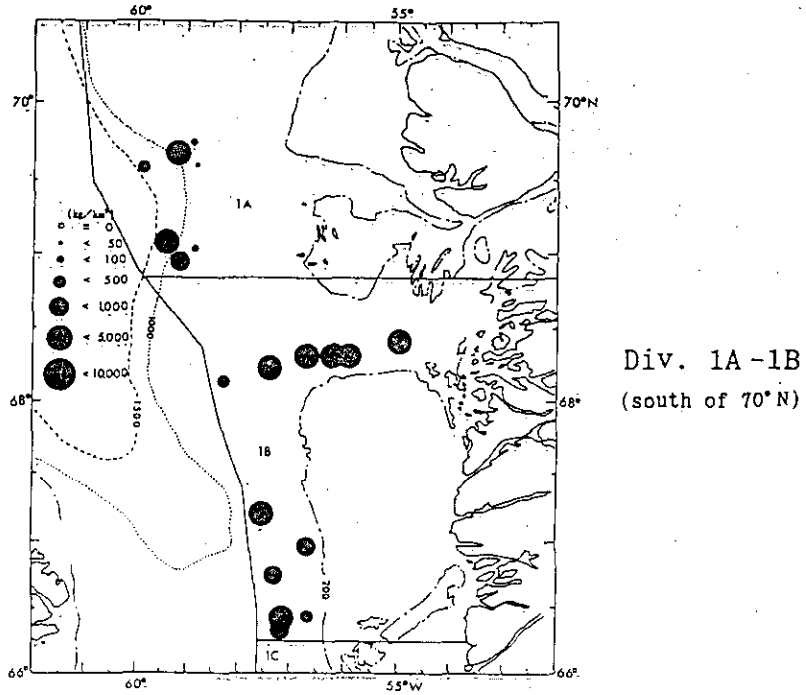 60° 55°
70° 70°N
1A
(kg/km²)
= 0
< 50
< 100
< 500
< 1,000
< 5,000
< 10,000
1000
1500
68° 68°
1B
200
1C
66° 66°
60° 55°W
Div. 1A-1B
(south of 70°N)